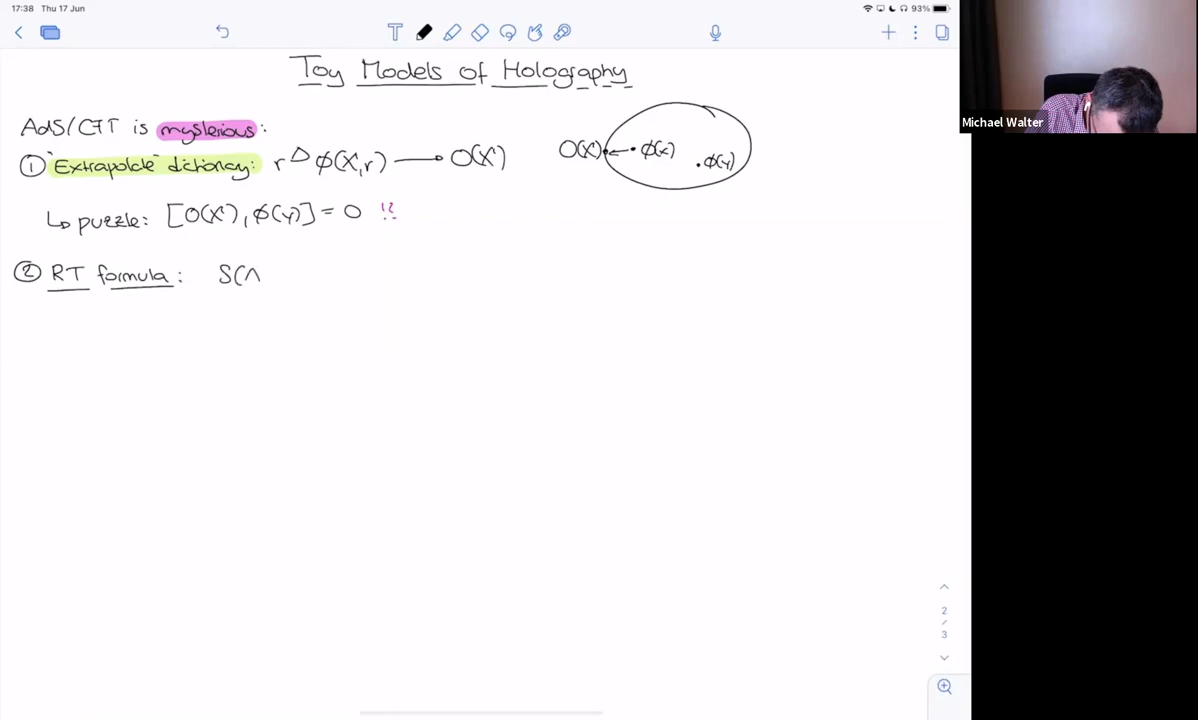 17:38 Thu 17 Jun
93%
Toy Models of Holography
AdS/CFT is mysterious:
① "Extrapolate" dictionary: r^Δ φ(X,r) → O(X)
O(X) ← φ(x)
φ(y)
↳ puzzle: [O(X), φ(y)] = 0 !?
② RT formula: S(
2
/
3
Michael Walter